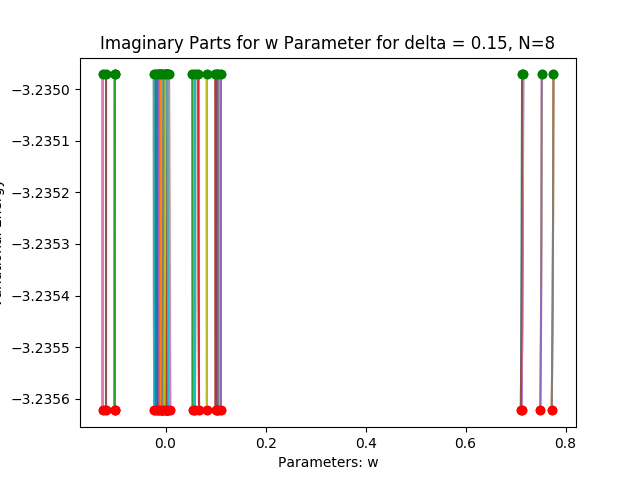 Imaginary Parts for w Parameter for delta = 0.15, N=8
−3.2350
−3.2351
−3.2352
−3.2353
−3.2354
−3.2355
−3.2356
0.0 0.2 0.4 0.6 0.8
Parameters: w